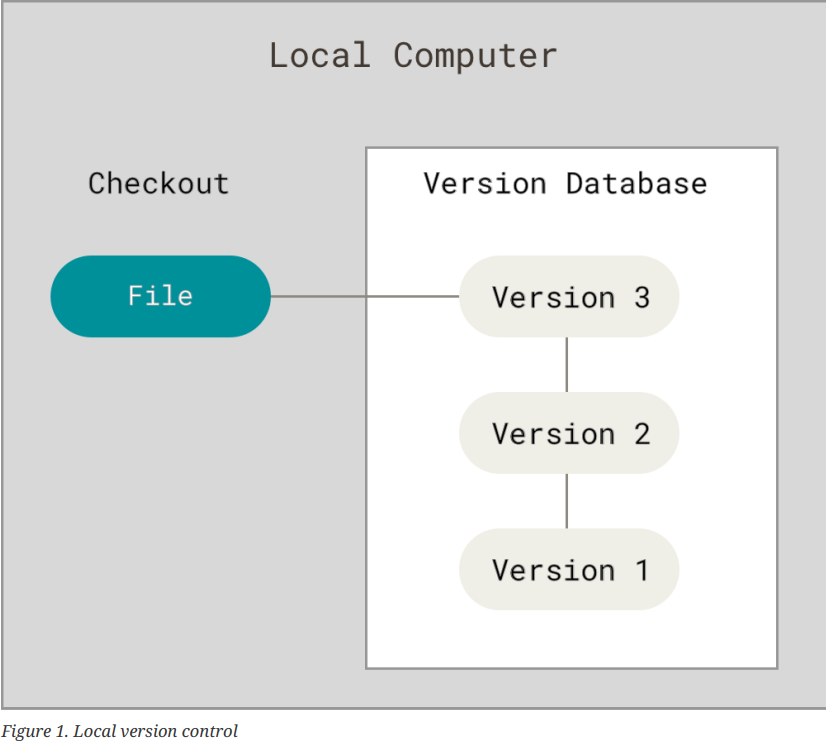 Local Computer
Checkout
Version Database
File
Version 3
Version 2
Version 1
Figure 1. Local version control